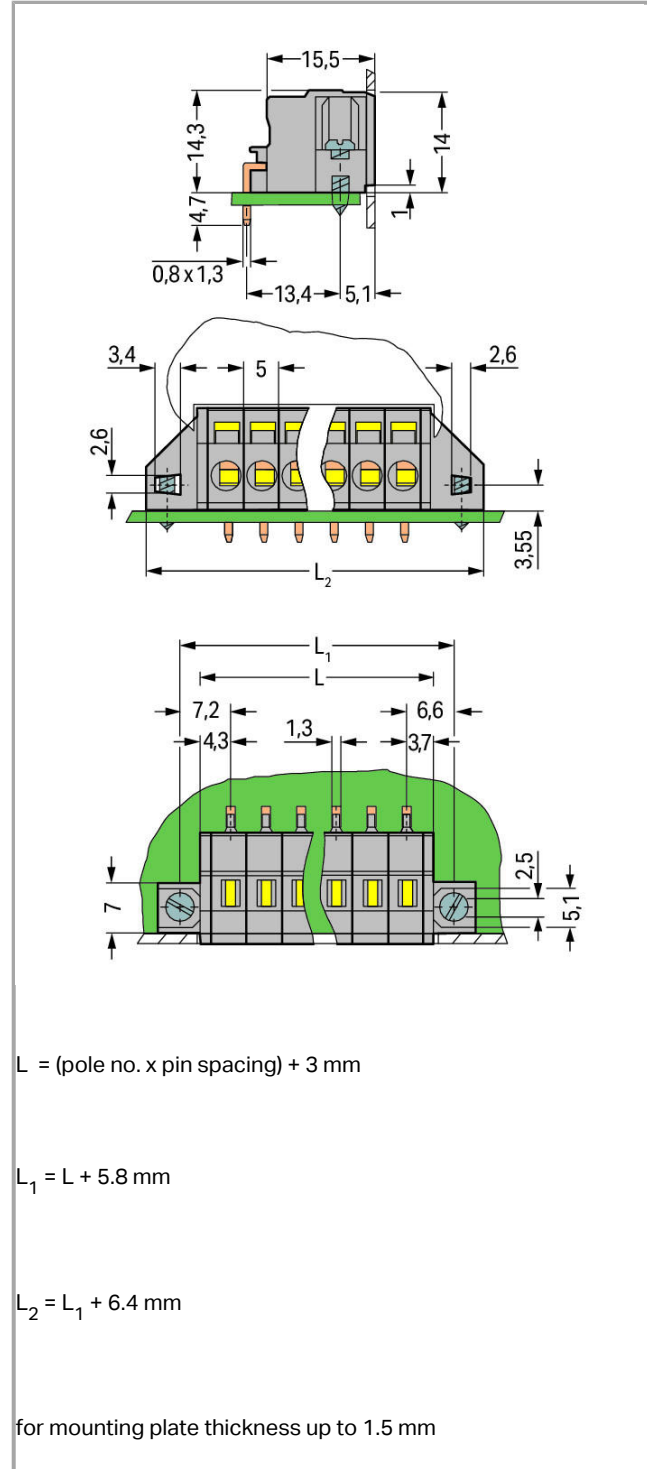 15,5
14,3
14
4,7
1
0,8 x 1,3
13,4
5,1
3,4
5
2,6
2,6
3,55
L2
L1
L
7,2
6,6
4,3
1,3
3,7
2,5
7
5,1
L = (pole no. x pin spacing) + 3 mm
L1 = L + 5.8 mm
L2 = L1 + 6.4 mm
for mounting plate thickness up to 1.5 mm